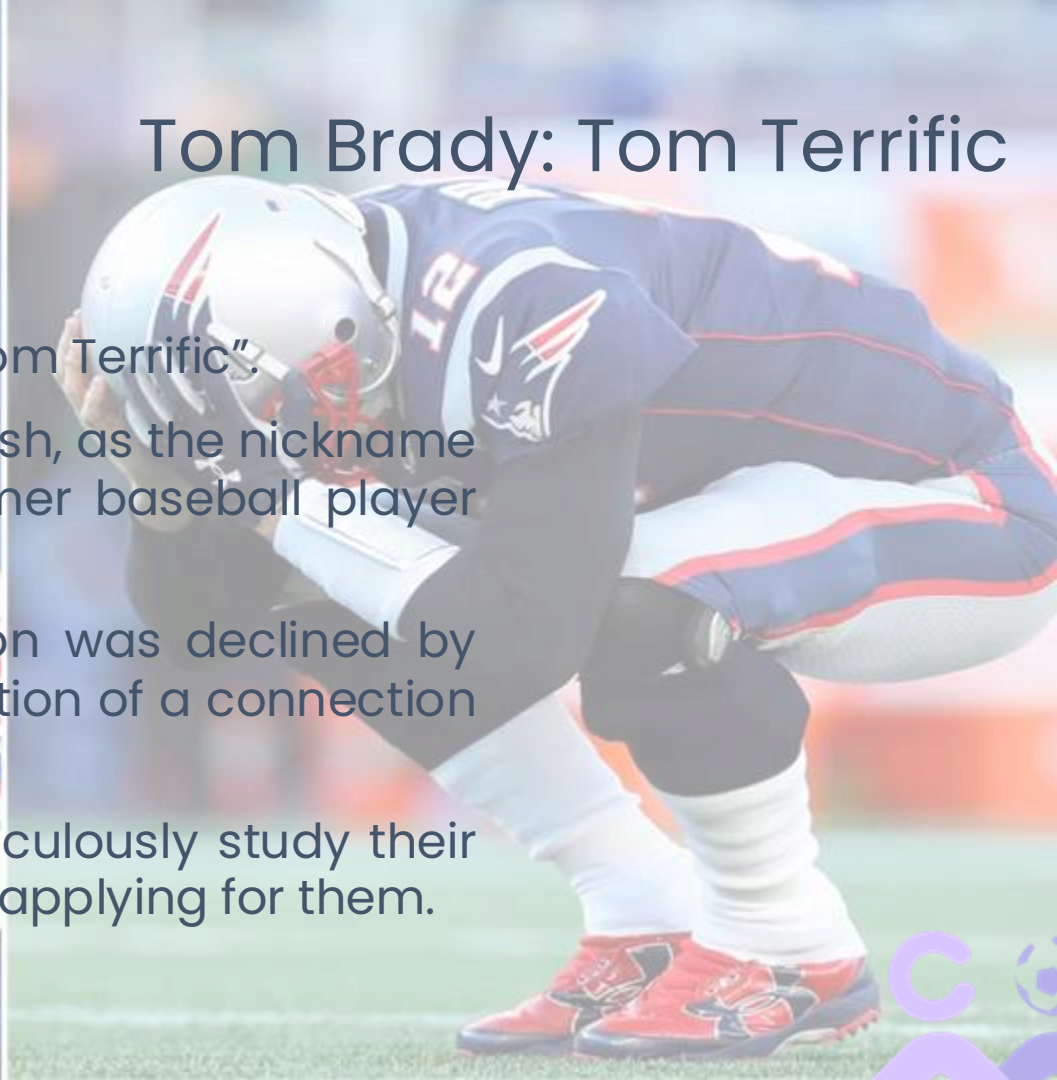 Tom Brady: Tom Terrific
12
om Terrific”.
sh, as the nickname
mer baseball player
on was declined by
tion of a connection
culously study their
applying for them.
C